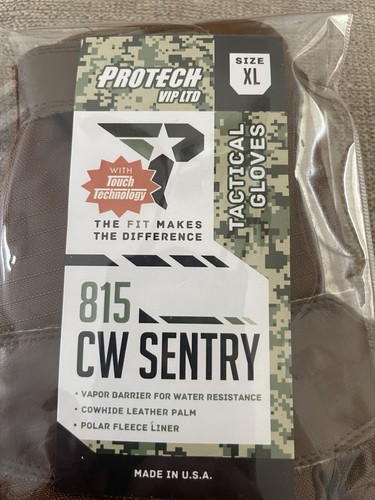 PROTECH
VIP LTD
SIZE
XL
WITH
Touch
Technology
THE FIT MAKES
THE DIFFERENCE
TACTICAL
GLOVES
815
CW SENTRY
• VAPOR BARRIER FOR WATER RESISTANCE
• COWHIDE LEATHER PALM
• POLAR FLEECE LINER
MADE IN U.S.A.